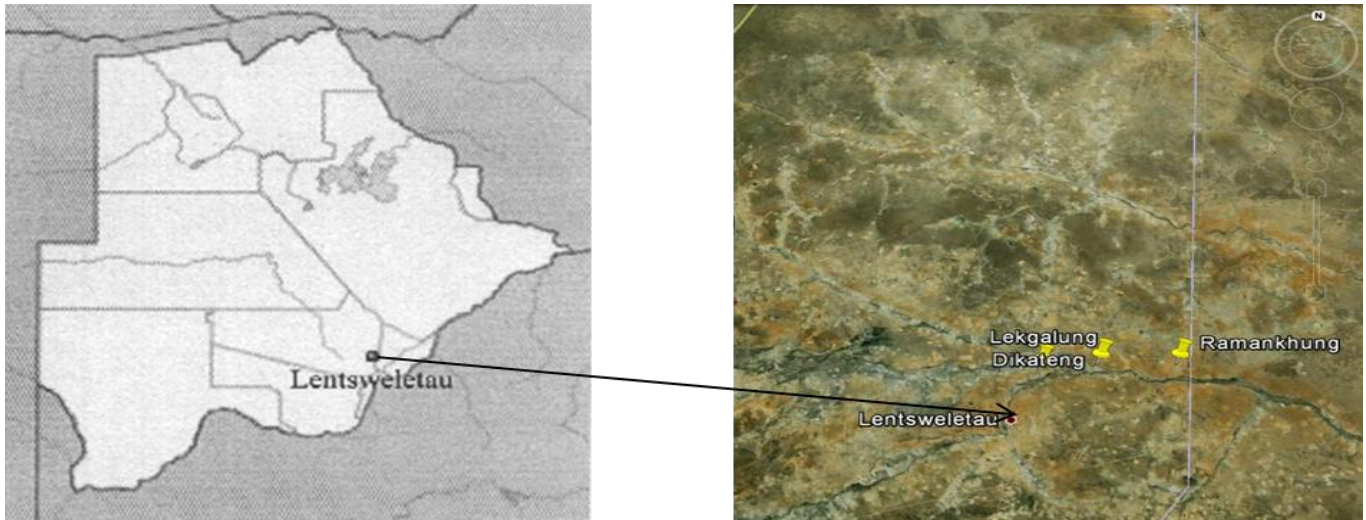 Lentsweletau
N
Lekgalung
Dikateng
Ramankhung
Lentsweletau